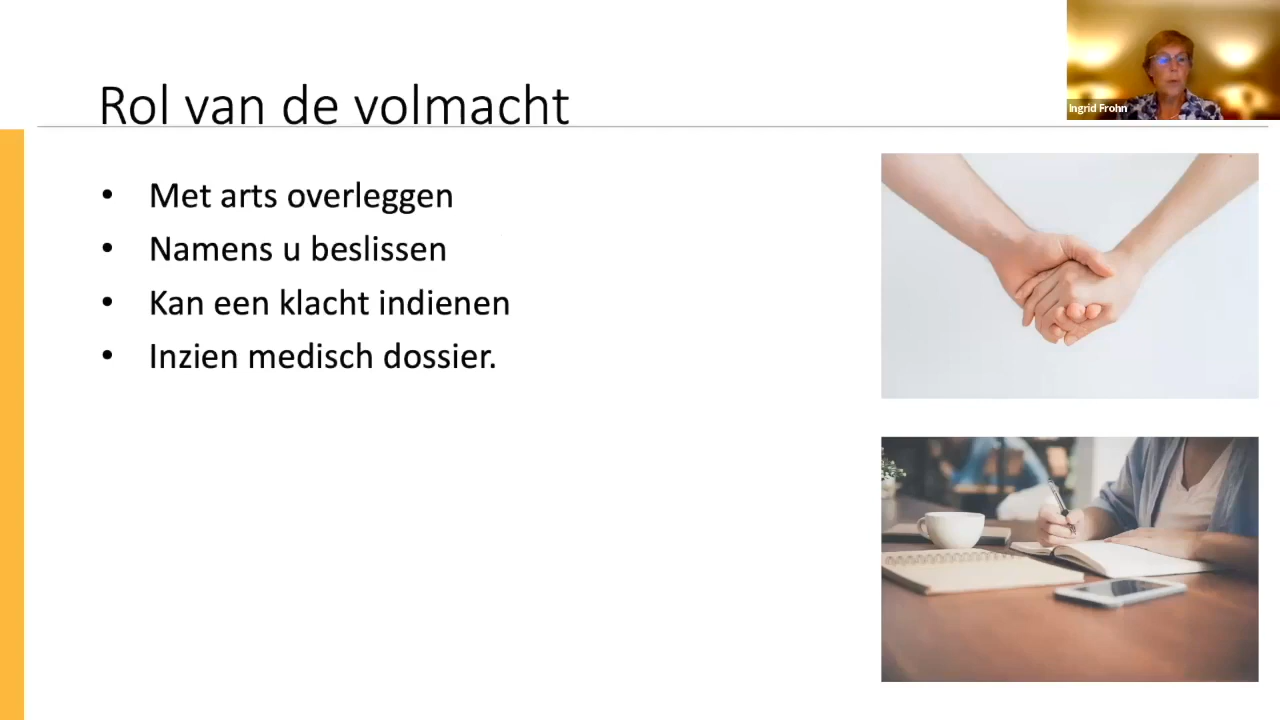 Rol van de volmacht
Ingrid Frohn
• Met arts overleggen
• Namens u beslissen
• Kan een klacht indienen
• Inzien medisch dossier.